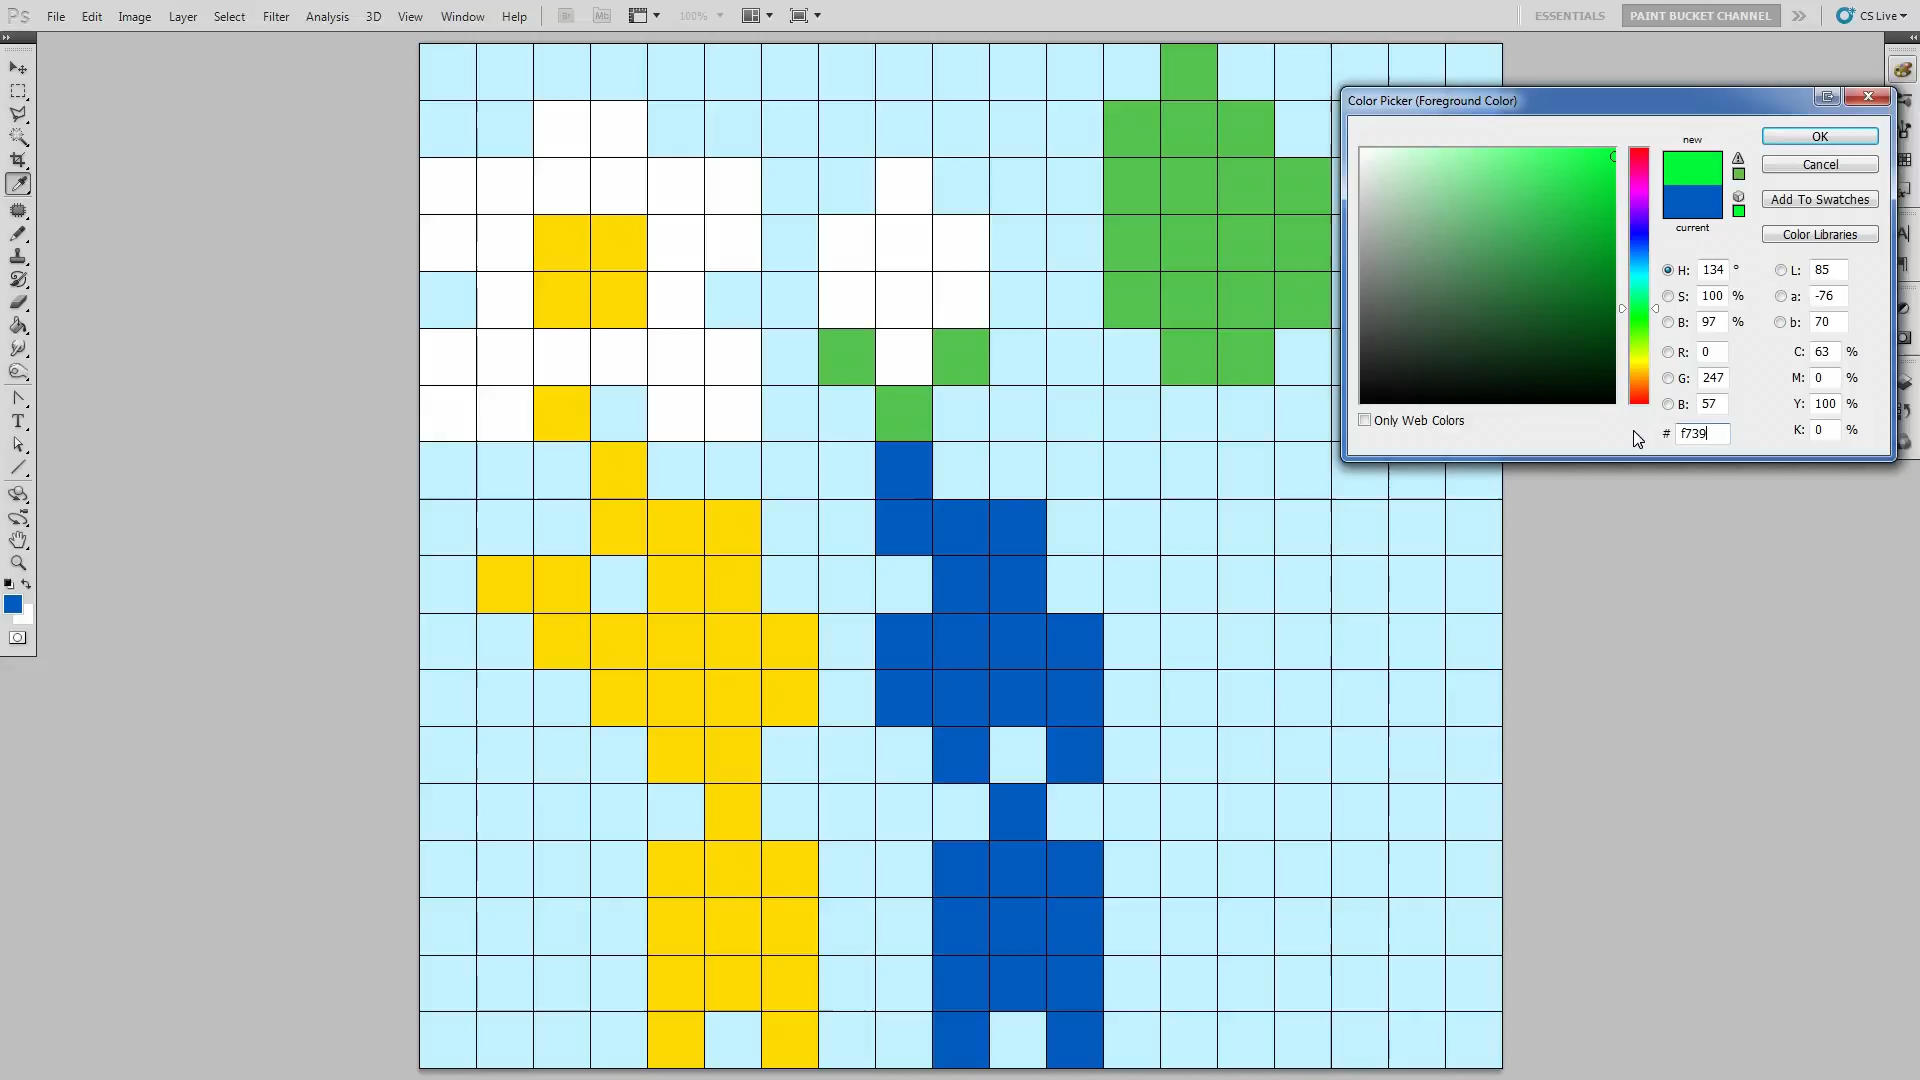 Ps File Edit Image Layer Select Filter Analysis 3D View Window Help Br Mb 100% ESSENTIALS PAINT BUCKET CHANNEL CS Live
Color Picker (Foreground Color)
new
OK
Cancel
Add To Swatches
current
Color Libraries
H: 134 ° L: 85
S: 100 % a: -76
B: 97 % b: 70
R: 0 C: 63 %
G: 247 M: 0 %
B: 57 Y: 100 %
Only Web Colors
# f739 K: 0 %